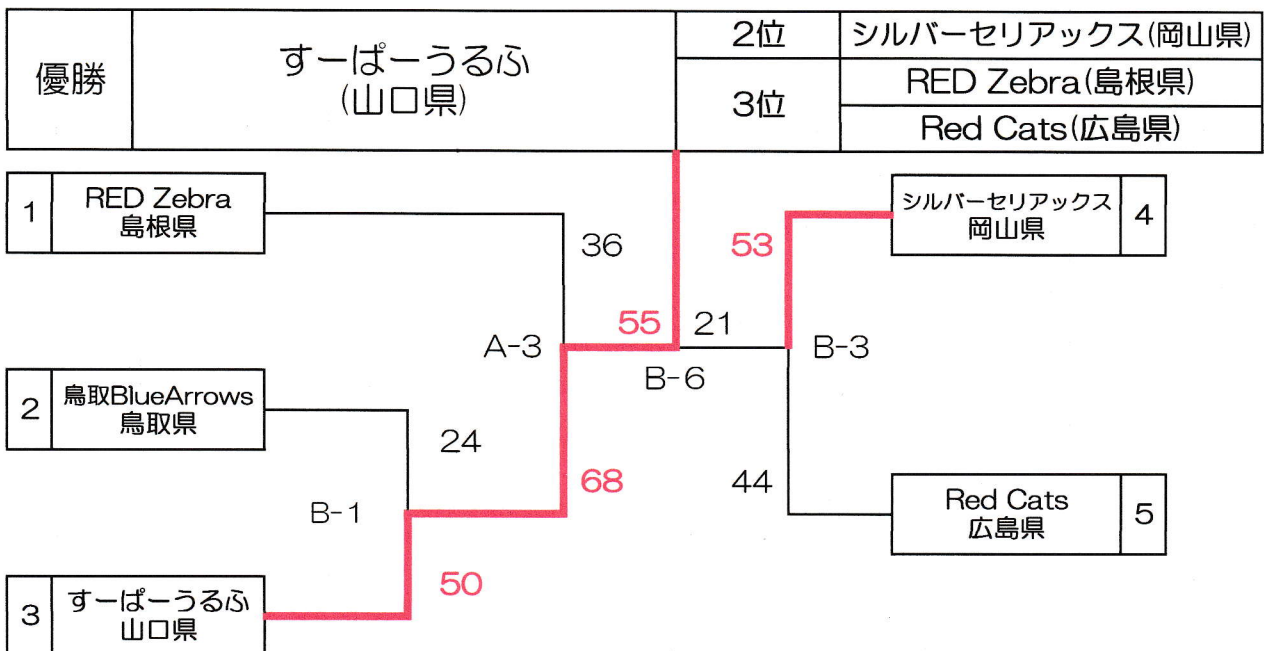 優勝
すーぱーうるふ
(山口県)
2位
シルバーセリアックス(岡山県)
3位
RED Zebra(島根県)
Red Cats(広島県)
1
RED Zebra
島根県
シルバーセリアックス
岡山県
4
36
53
55
21
A-3
B-3
B-6
2
鳥取BlueArrows
鳥取県
24
68
44
B-1
Red Cats
広島県
5
50
3
すーぱーうるふ
山口県